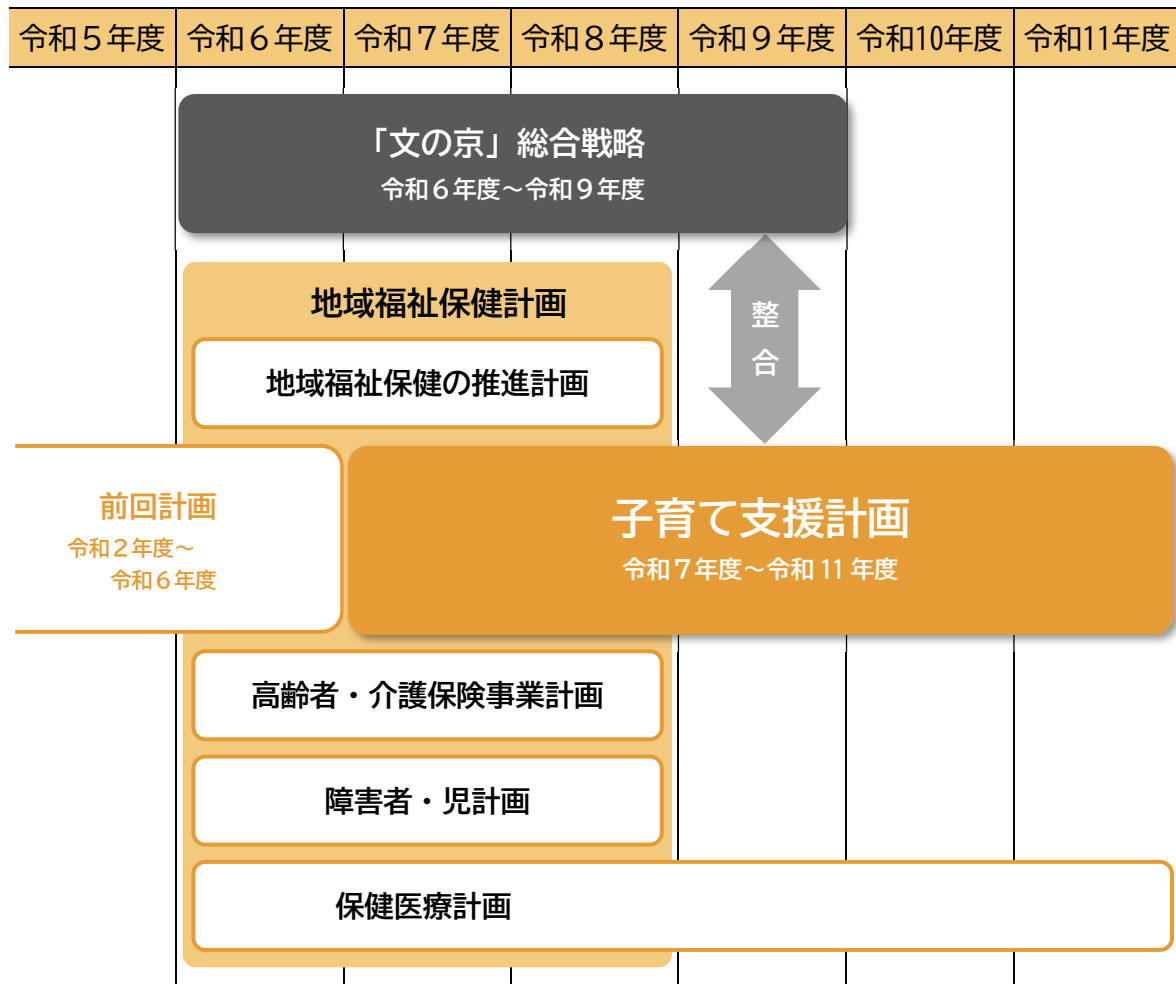 令和５年度 令和６年度 令和７年度 令和８年度 令和９年度 令和10年度 令和11年度
「文の京」総合戦略
令和６年度～令和９年度
地域福祉保健計画
整
合
地域福祉保健の推進計画
前回計画
令和２年度～
令和６年度
子育て支援計画
令和７年度～令和 11 年度
高齢者・介護保険事業計画
障害者・児計画
保健医療計画